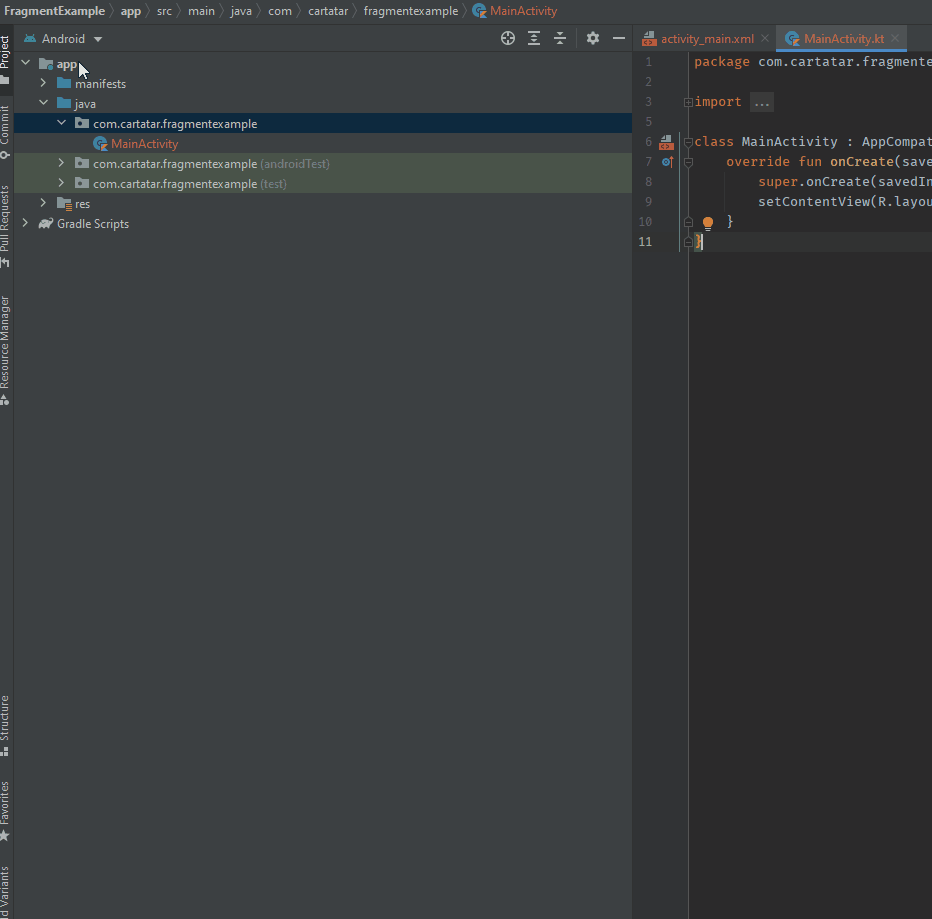 FragmentExample app src main java com cartatar fragmentexample MainActivity
Project
Commit
Pull Requests
Resource Manager
Structure
Favorites
d Variants
Android
app
manifests
java
com.cartatar.fragmentexample
MainActivity
com.cartatar.fragmentexample (androidTest)
com.cartatar.fragmentexample (test)
res
Gradle Scripts
activity_main.xml MainActivity.kt
1 package com.cartatar.fragmente
2
3 import ...
5
6 class MainActivity : AppCompat
7 override fun onCreate(save
8 super.onCreate(savedIn
9 setContentView(R.layou
10 }
11 }